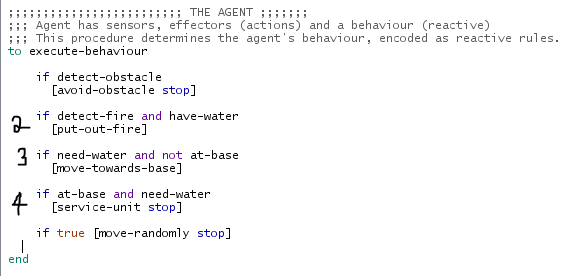 ;;;;;;;;;;;;;;;;;;;;;;;; THE AGENT ;;;;;;;
;;; Agent has sensors, effectors (actions) and a behaviour (reactive)
;;; This procedure determines the agent's behaviour, encoded as reactive rules.
to execute-behaviour
if detect-obstacle
[avoid-obstacle stop]
2 if detect-fire and have-water
[put-out-fire]
3 if need-water and not at-base
[move-towards-base]
4 if at-base and need-water
[service-unit stop]
if true [move-randomly stop]
end